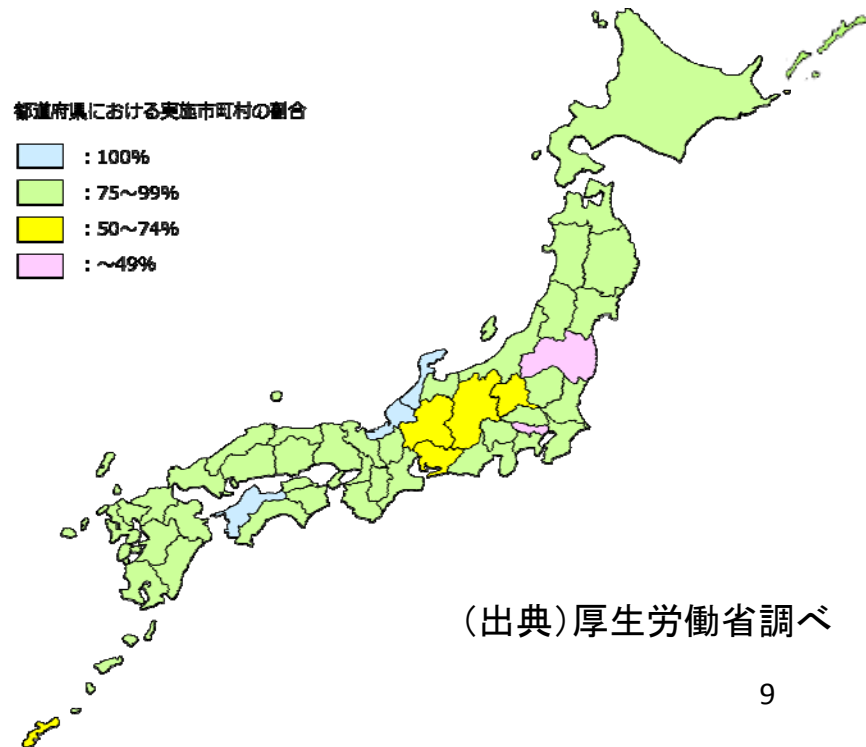 都道府県における実施市町村の割合
：100%
：75～99%
：50～74%
：～49%
（出典）厚生労働省調べ
9